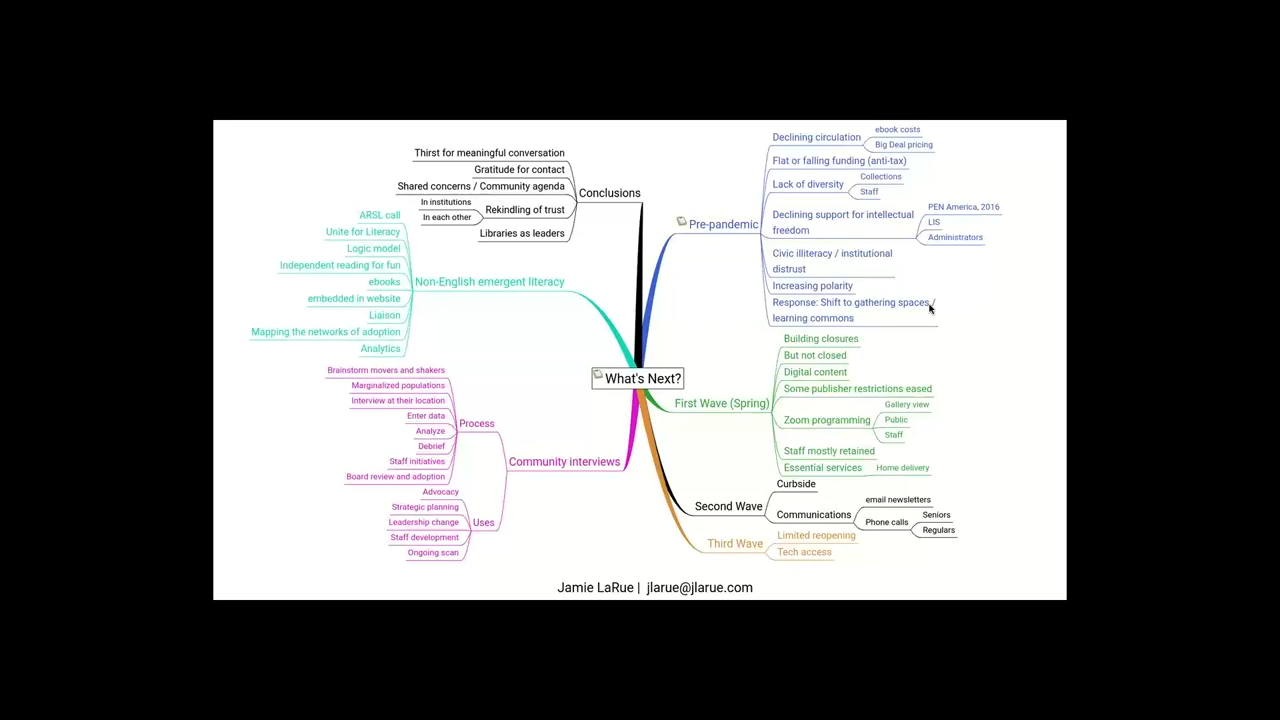 What's Next?
Pre-pandemic
Declining circulation
ebook costs
Big Deal pricing
Flat or falling funding (anti-tax)
Lack of diversity
Collections
Staff
Declining support for intellectual
freedom
PEN America, 2016
LIS
Administrators
Civic illiteracy / institutional
distrust
Increasing polarity
Response: Shift to gathering spaces /
learning commons
First Wave (Spring)
Building closures
But not closed
Digital content
Some publisher restrictions eased
Zoom programming
Gallery view
Public
Staff
Staff mostly retained
Essential services
Home delivery
Second Wave
Curbside
Communications
email newsletters
Phone calls
Seniors
Regulars
Third Wave
Limited reopening
Tech access
Community interviews
Process
Brainstorm movers and shakers
Marginalized populations
Interview at their location
Enter data
Analyze
Debrief
Staff initiatives
Board review and adoption
Uses
Advocacy
Strategic planning
Leadership change
Staff development
Ongoing scan
Non-English emergent literacy
ARSL call
Unite for Literacy
Logic model
Independent reading for fun
ebooks
embedded in website
Liaison
Mapping the networks of adoption
Analytics
Conclusions
Thirst for meaningful conversation
Gratitude for contact
Shared concerns / Community agenda
Rekindling of trust
In institutions
In each other
Libraries as leaders
Jamie LaRue | jlarue@jlarue.com